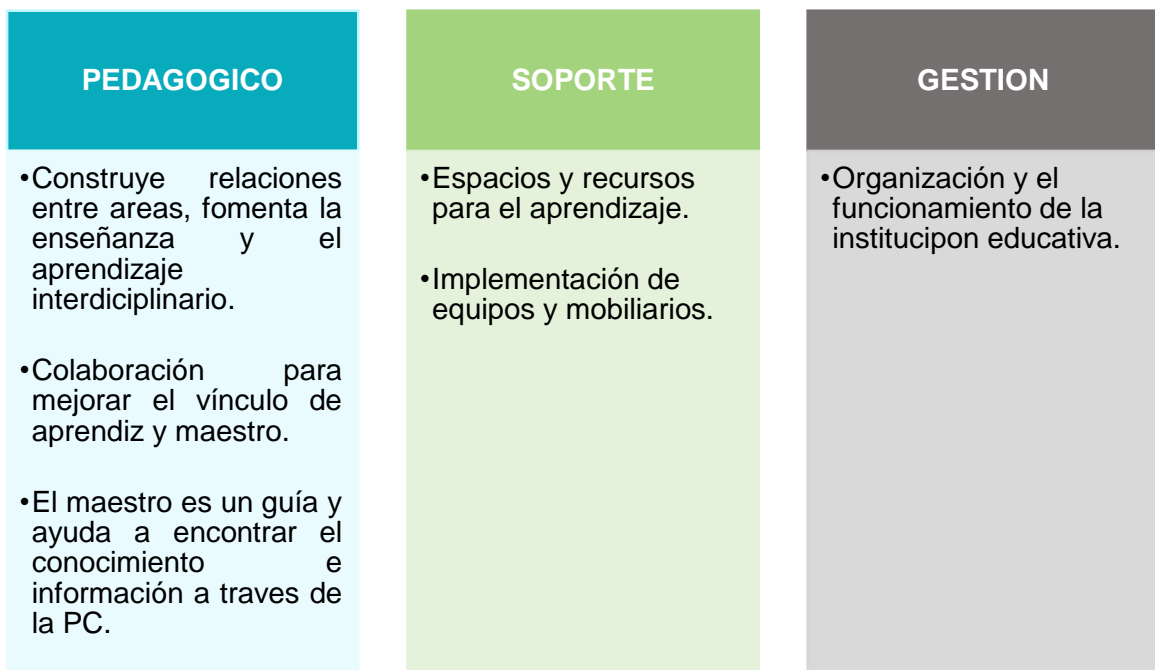 PEDAGOGICO
•Construye relaciones
entre areas, fomenta la
enseñanza y el
aprendizaje
interdiciplinario.
•Colaboración para
mejorar el vínculo de
aprendiz y maestro.
•El maestro es un guía y
ayuda a encontrar el
conocimiento e
información a traves de
la PC.
SOPORTE
•Espacios y recursos
para el aprendizaje.
•Implementación de
equipos y mobiliarios.
GESTION
•Organización y el
funcionamiento de la
institucipon educativa.